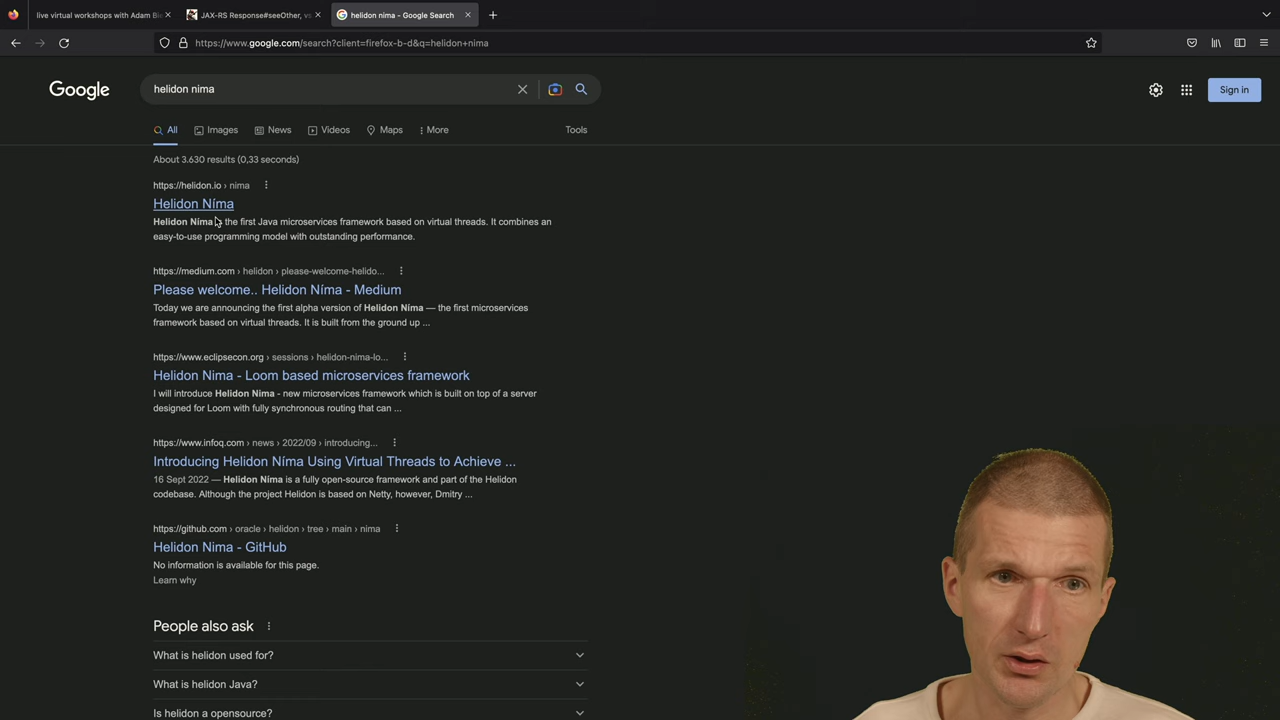 live virtual workshops with Adam Bie
JAX-RS Response#seeOther, vs
helidon nima - Google Search
https://www.google.com/search?client=firefox-b-d&q=helidon+nima
Google
helidon nima
Sign in
All
Images
News
Videos
Maps
More
Tools
About 3.630 results (0,33 seconds)
https://helidon.io › nima
Helidon Níma
Helidon Níma the first Java microservices framework based on virtual threads. It combines an
easy-to-use programming model with outstanding performance.
https://medium.com › helidon › please-welcome-helido...
Please welcome.. Helidon Níma - Medium
Today we are announcing the first alpha version of Helidon Níma — the first microservices
framework based on virtual threads. It is built from the ground up ...
https://www.eclipsecon.org › sessions › helidon-nima-lo...
Helidon Nima - Loom based microservices framework
I will introduce Helidon Nima - new microservices framework which is built on top of a server
designed for Loom with fully synchronous routing that can ...
https://www.infoq.com › news › 2022/09 › introducing...
Introducing Helidon Níma Using Virtual Threads to Achieve ...
16 Sept 2022 — Helidon Níma is a fully open-source framework and part of the Helidon
codebase. Although the project Helidon is based on Netty, however, Dmitry ...
https://github.com › oracle › helidon › tree › main › nima
Helidon Nima - GitHub
No information is available for this page.
Learn why
People also ask
What is helidon used for?
What is helidon Java?
Is helidon a opensource?